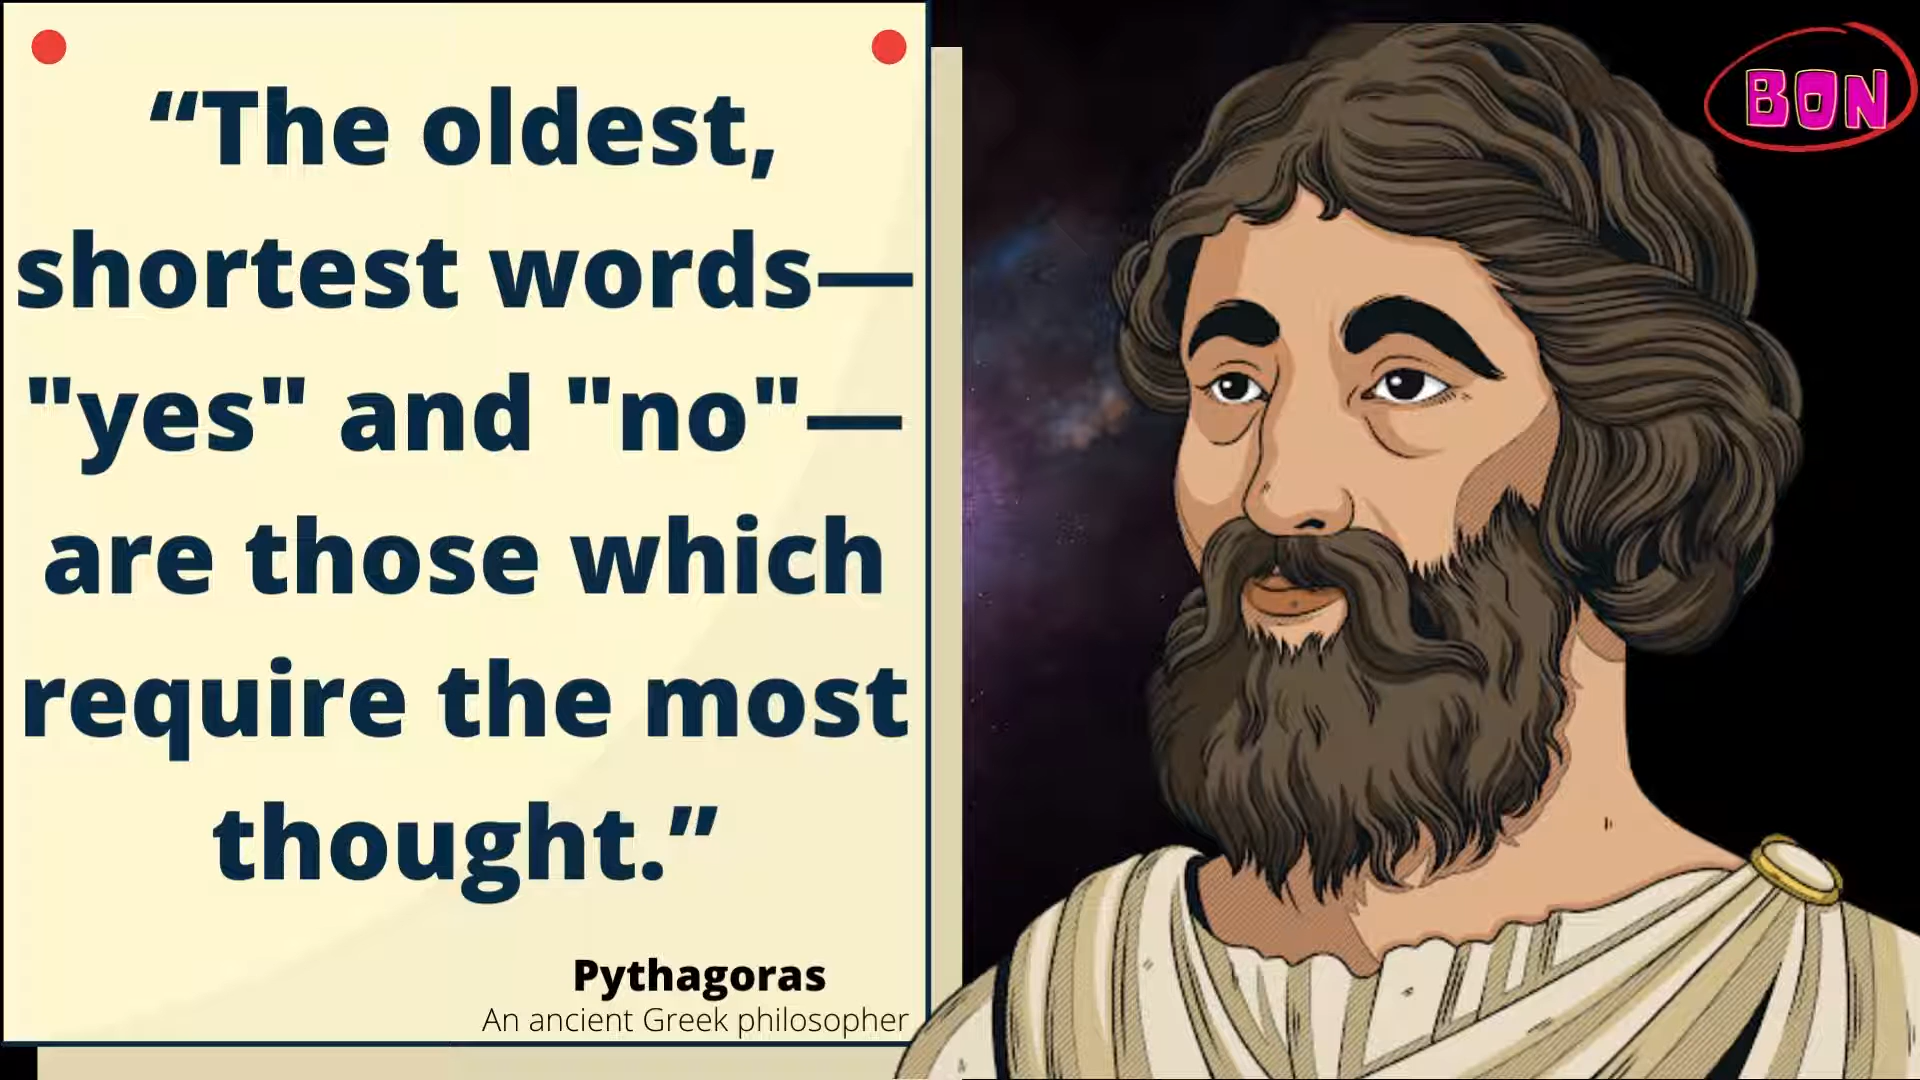 “The oldest,
shortest words—
"yes" and "no"—
are those which
require the most
thought.”
Pythagoras
An ancient Greek philosopher
BON